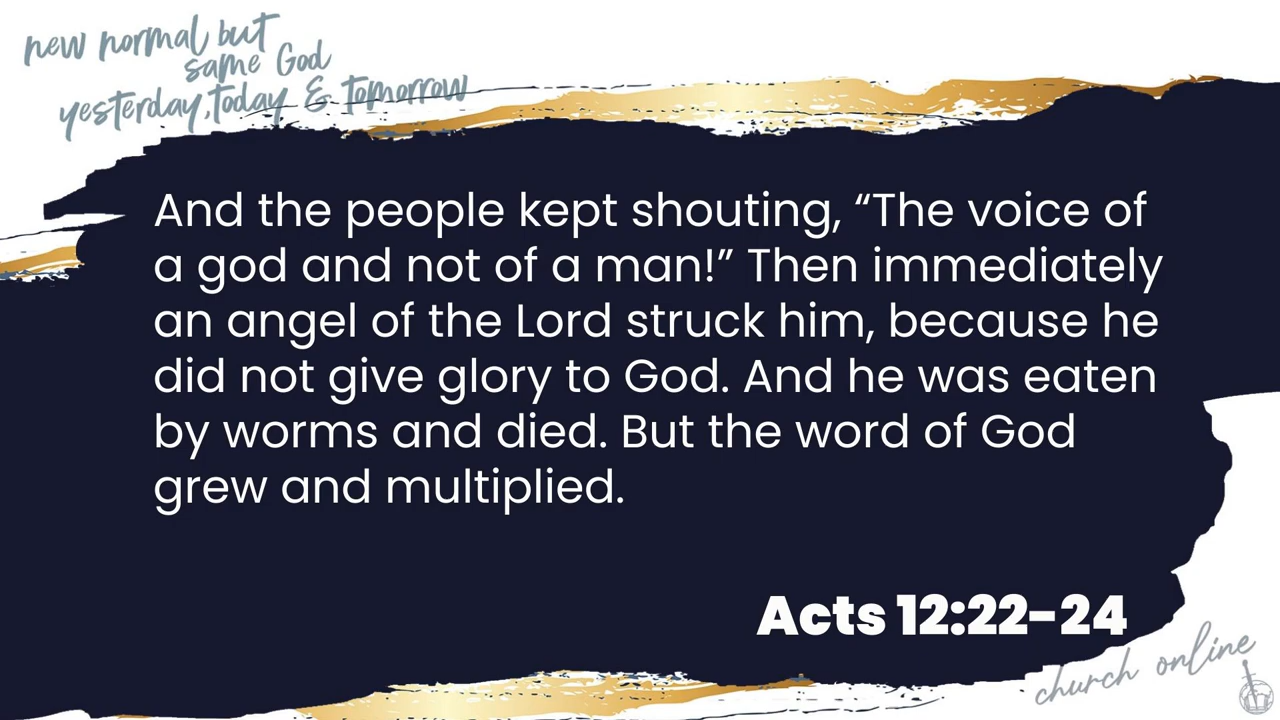 new normal but
same God
yesterday, today & tomorrow
And the people kept shouting, “The voice of
a god and not of a man!” Then immediately
an angel of the Lord struck him, because he
did not give glory to God. And he was eaten
by worms and died. But the word of God
grew and multiplied.
Acts 12:22-24
church online